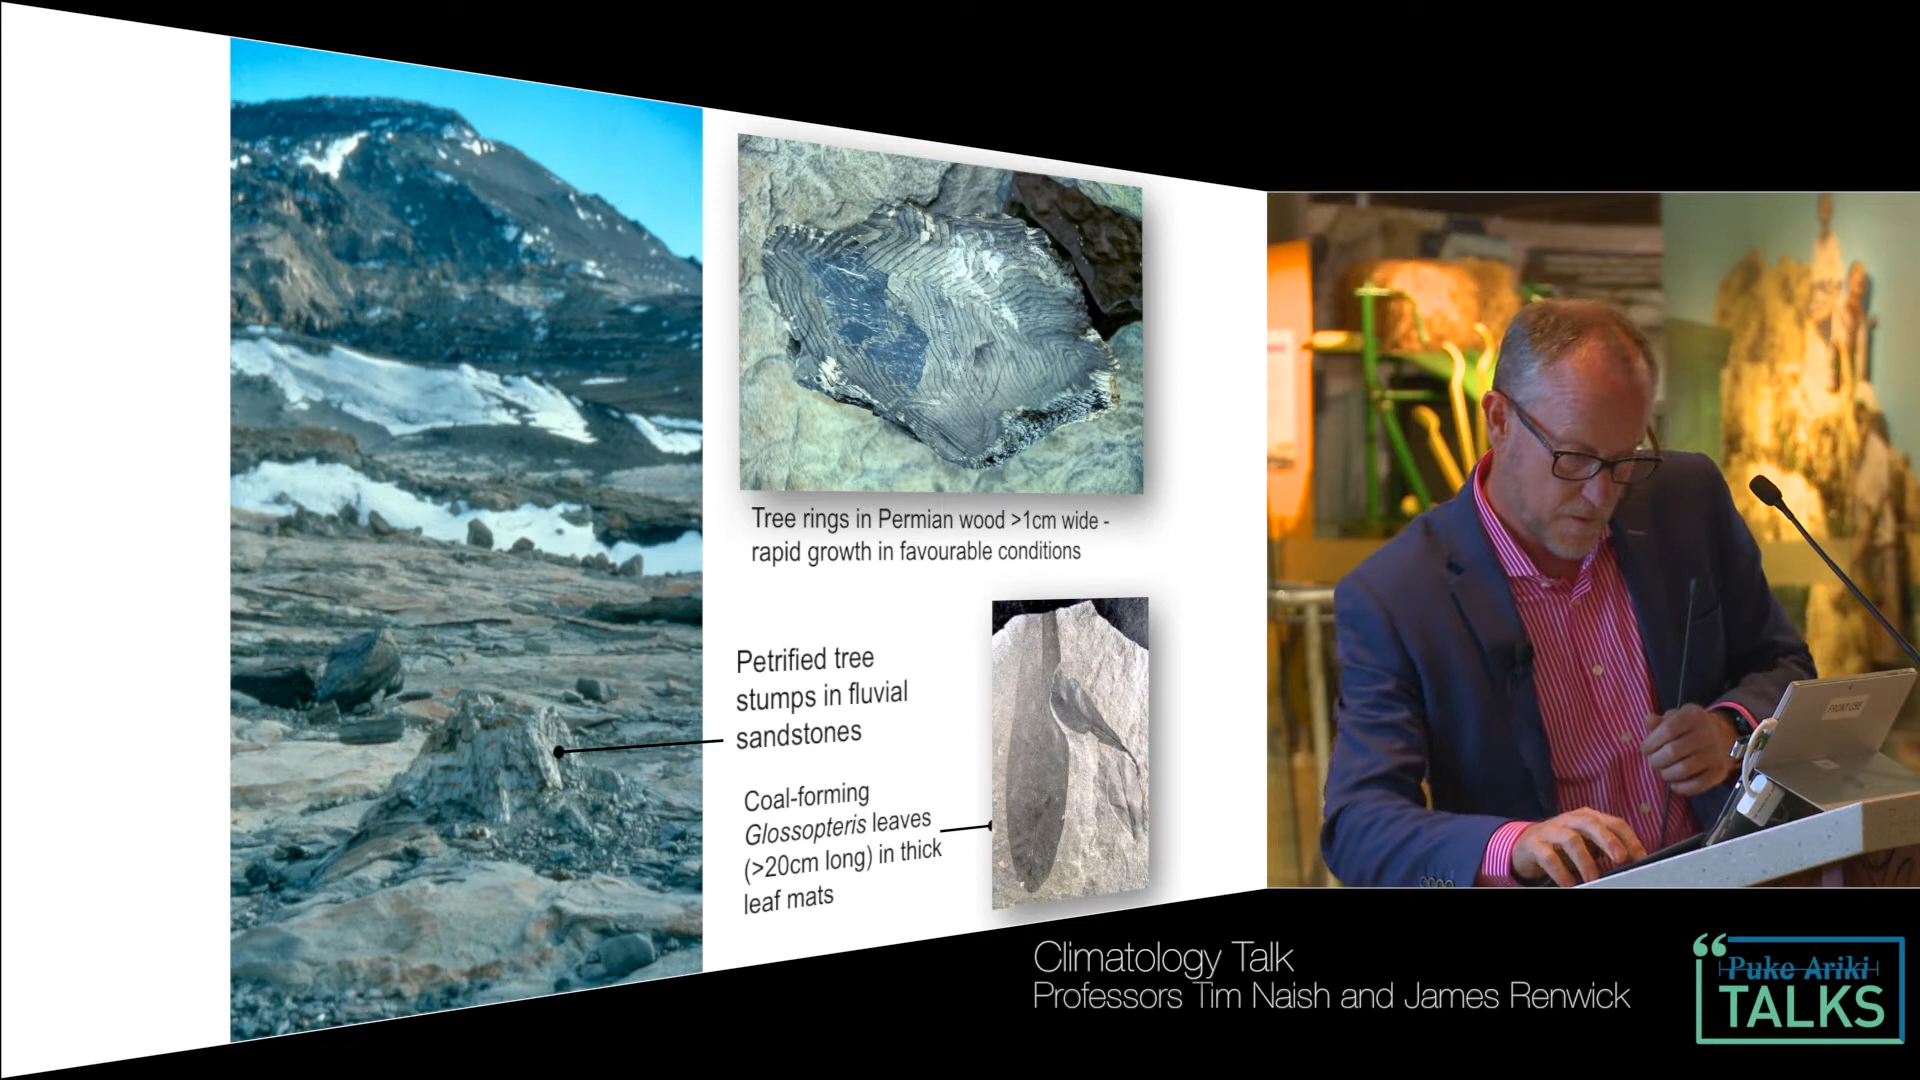 Tree rings in Permian wood >1cm wide -
rapid growth in favourable conditions
Petrified tree
stumps in fluvial
sandstones
Coal-forming
Glossopteris leaves
(>20cm long) in thick
leaf mats
FRONT USE
Climatology Talk
Professors Tim Naish and James Renwick
Puke Ariki
TALKS